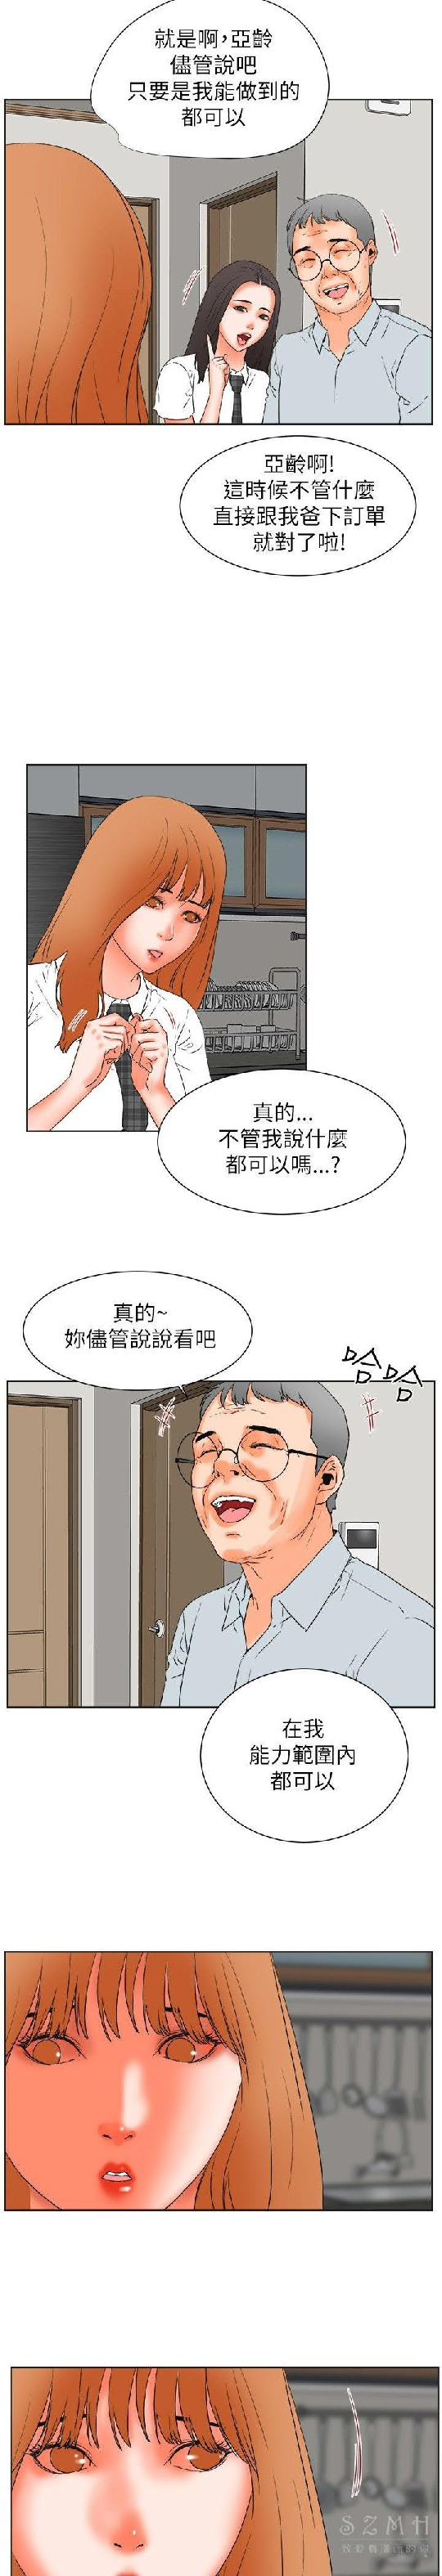 就是啊，亞齡
儘管說吧
只要是我能做到的
都可以
亞齡啊!
這時候不管什麼
直接跟我爸下訂單
就對了啦!
真的...
不管我說什麼
都可以嗎...?
真的~
妳儘管說說看吧
哈哈
在我
能力範圍內
都可以
SZMH